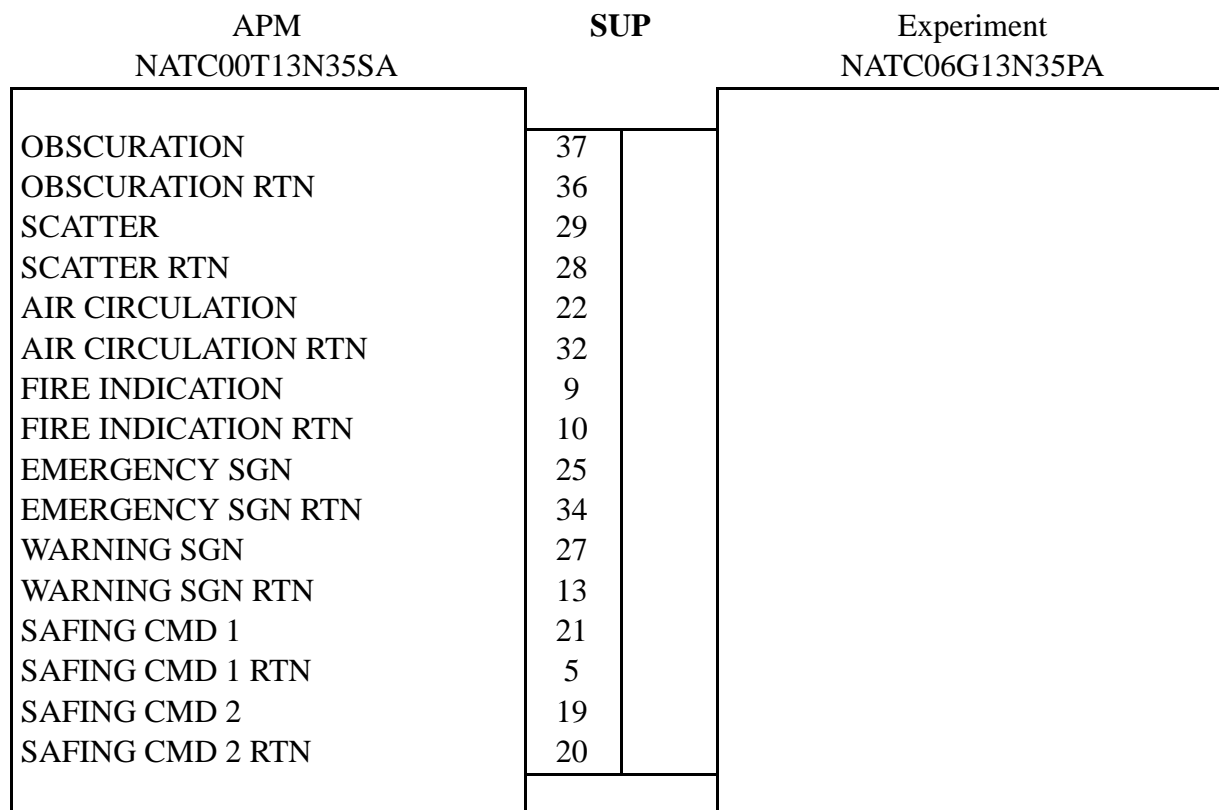 APM SUP Experiment
NATC00T13N35SA NATC06G13N35PA
OBSCURATION 37
OBSCURATION RTN 36
SCATTER 29
SCATTER RTN 28
AIR CIRCULATION 22
AIR CIRCULATION RTN 32
FIRE INDICATION 9
FIRE INDICATION RTN 10
EMERGENCY SGN 25
EMERGENCY SGN RTN 34
WARNING SGN 27
WARNING SGN RTN 13
SAFING CMD 1 21
SAFING CMD 1 RTN 5
SAFING CMD 2 19
SAFING CMD 2 RTN 20